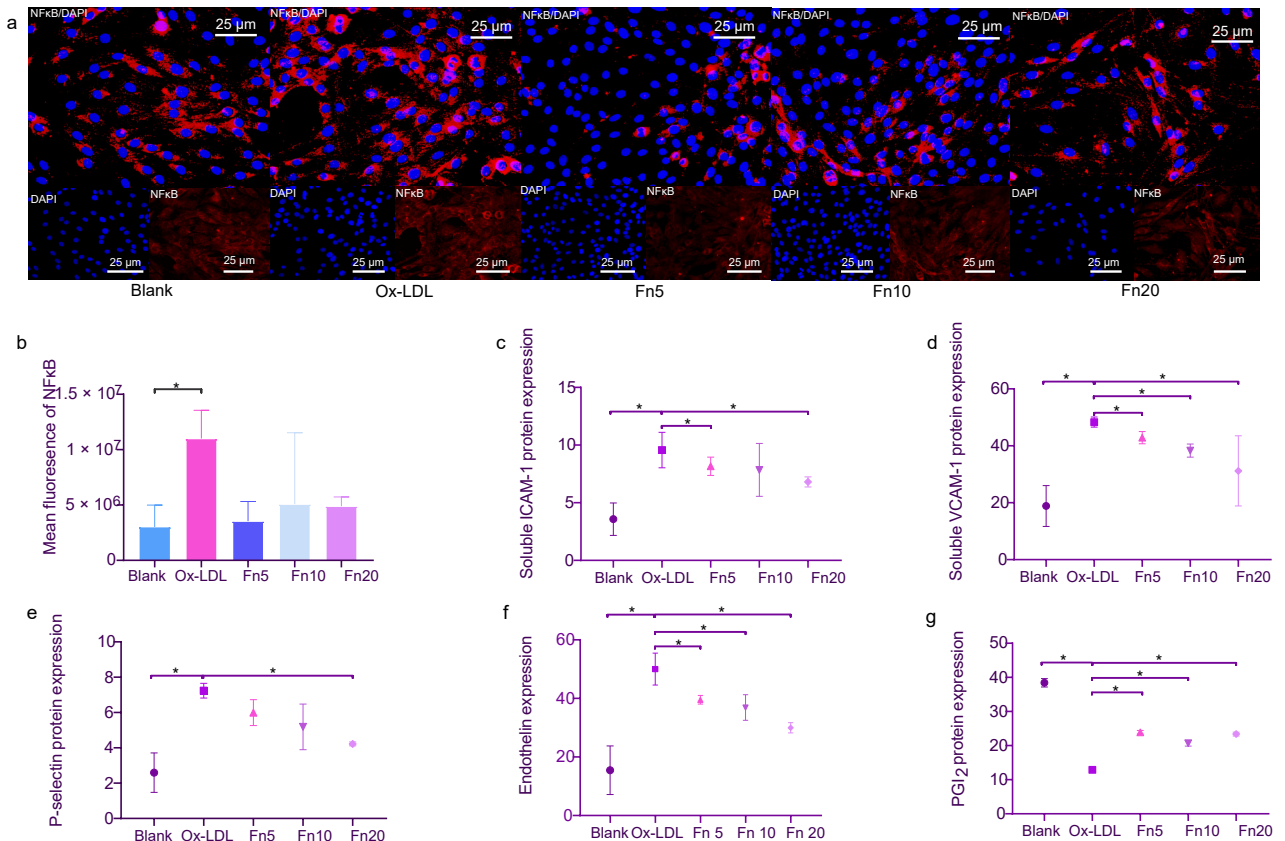 a
NFκB/DAPI
25 µm
NFκB/DAPI
25 µm
NFκB/DAPI
25 µm
NFκB/DAPI
25 µm
NFκB/DAPI
25 µm
DAPI
25 µm
NFκB
25 µm
DAPI
25 µm
NFκB
25 µm
DAPI
25 µm
NFκB
25 µm
DAPI
25 µm
NFκB
25 µm
DAPI
25 µm
NFκB
25 µm
Blank Ox-LDL Fn5 Fn10 Fn20
b
Mean fluoresence of NFκB
1.5 × 10⁷
1 × 10⁷
5 × 10⁶
0
*
Blank Ox-LDL Fn5 Fn10 Fn20
c
Soluble ICAM-1 protein expression
15
10
5
0
* *
*
Blank Ox-LDL Fn5 Fn10 Fn20
d
Soluble VCAM-1 protein expression
60
40
20
0
* *
*
*
Blank Ox-LDL Fn5 Fn10 Fn20
e
P-selectin protein expression
8
6
4
2
0
* *
Blank Ox-LDL Fn5 Fn10 Fn20
f
Endothelin expression
60
40
20
0
* *
*
*
Blank Ox-LDL Fn 5 Fn 10 Fn 20
g
PGI₂ protein expression
50
40
30
20
10
0
* *
*
*
Blank Ox-LDL Fn5 Fn10 Fn20